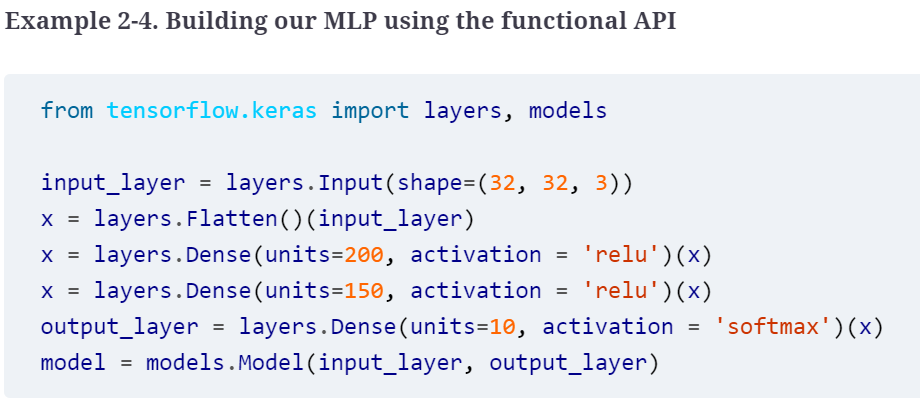 Example 2-4. Building our MLP using the functional API
from tensorflow.keras import layers, models
input_layer = layers.Input(shape=(32, 32, 3))
x = layers.Flatten()(input_layer)
x = layers.Dense(units=200, activation = 'relu')(x)
x = layers.Dense(units=150, activation = 'relu')(x)
output_layer = layers.Dense(units=10, activation = 'softmax')(x)
model = models.Model(input_layer, output_layer)